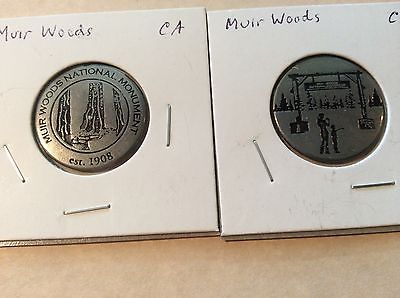 Muir Woods CA
MUIR WOODS NATIONAL MONUMENT
est. 1908
Muir Woods C